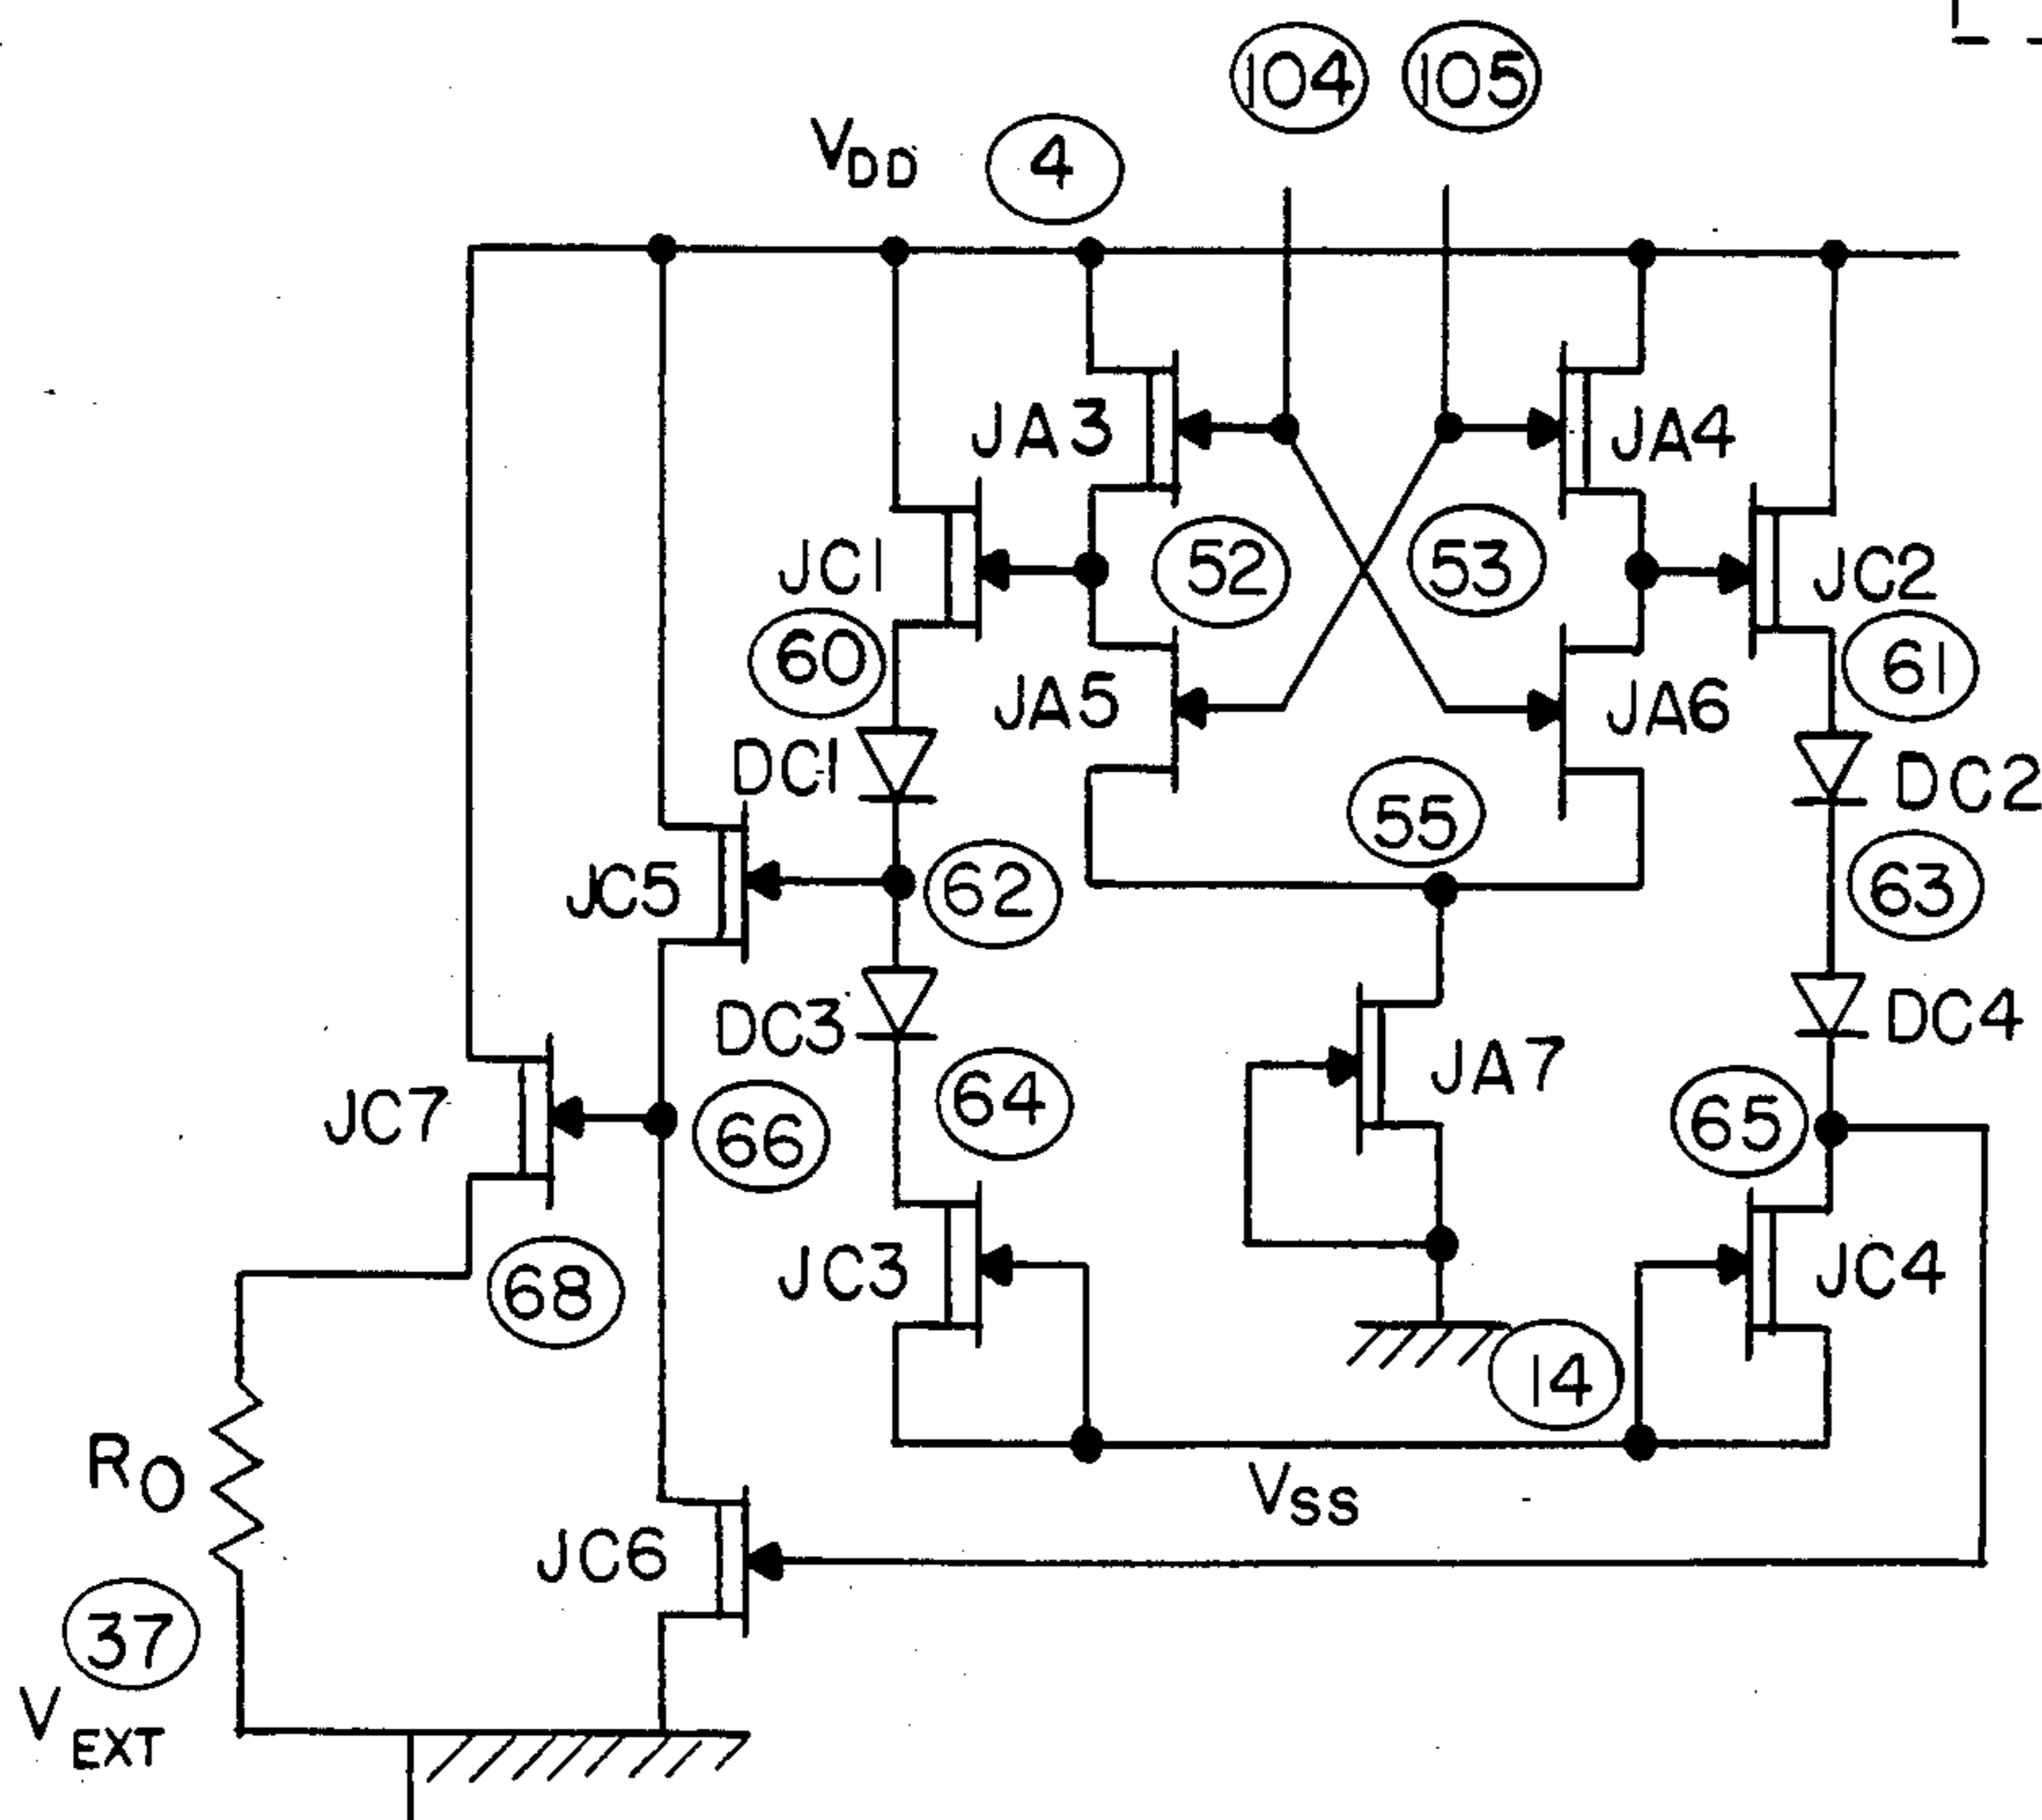 104 105
VDD 4
JA3 JA4
JC1 52 53 JC2
60 JA5 JA6 61
DC1 55 DC2
JC5 62 63
DC3 DC4
JC7 66 64 JA7 65
68 JC3 JC4
14
RO
VSS
JC6
37
VEXT